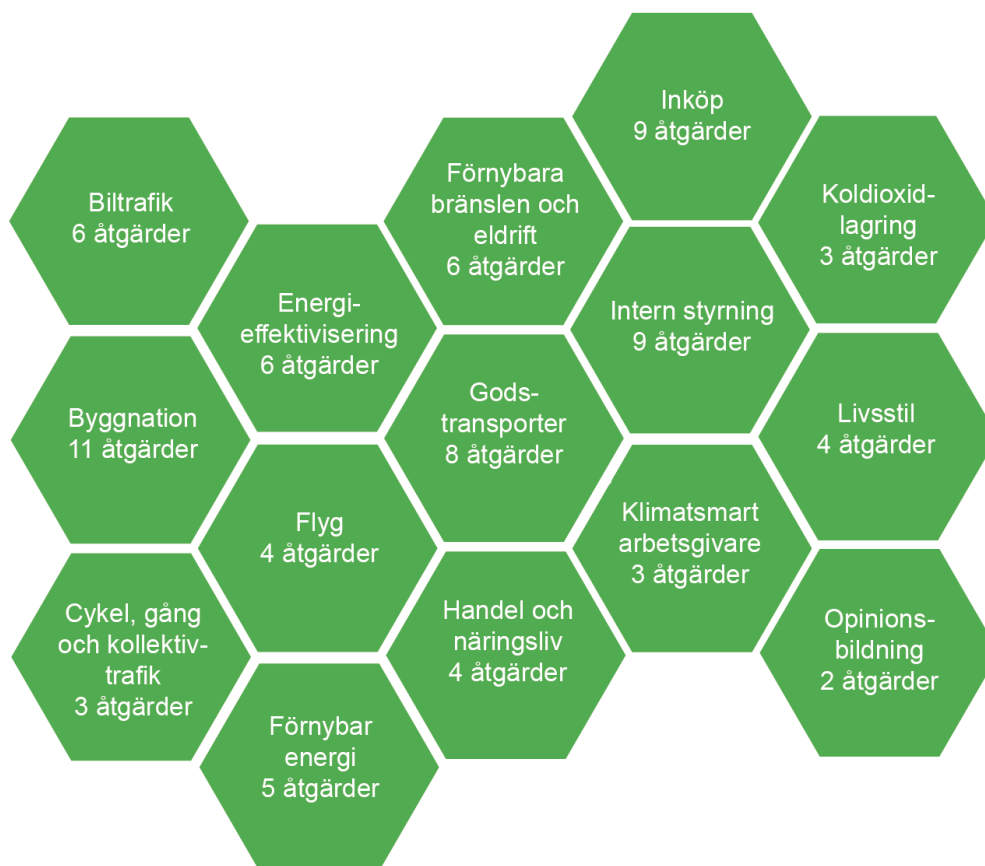 Biltrafik
6 åtgärder
Byggnation
11 åtgärder
Cykel, gång
och kollektiv-
trafik
3 åtgärder
Energi-
effektivisering
6 åtgärder
Flyg
4 åtgärder
Förnybar
energi
5 åtgärder
Förnybara
bränslen och
eldrift
6 åtgärder
Gods-
transporter
8 åtgärder
Handel och
näringsliv
4 åtgärder
Inköp
9 åtgärder
Intern styrning
9 åtgärder
Klimatsmart
arbetsgivare
3 åtgärder
Koldioxid-
lagring
3 åtgärder
Livsstil
4 åtgärder
Opinions-
bildning
2 åtgärder